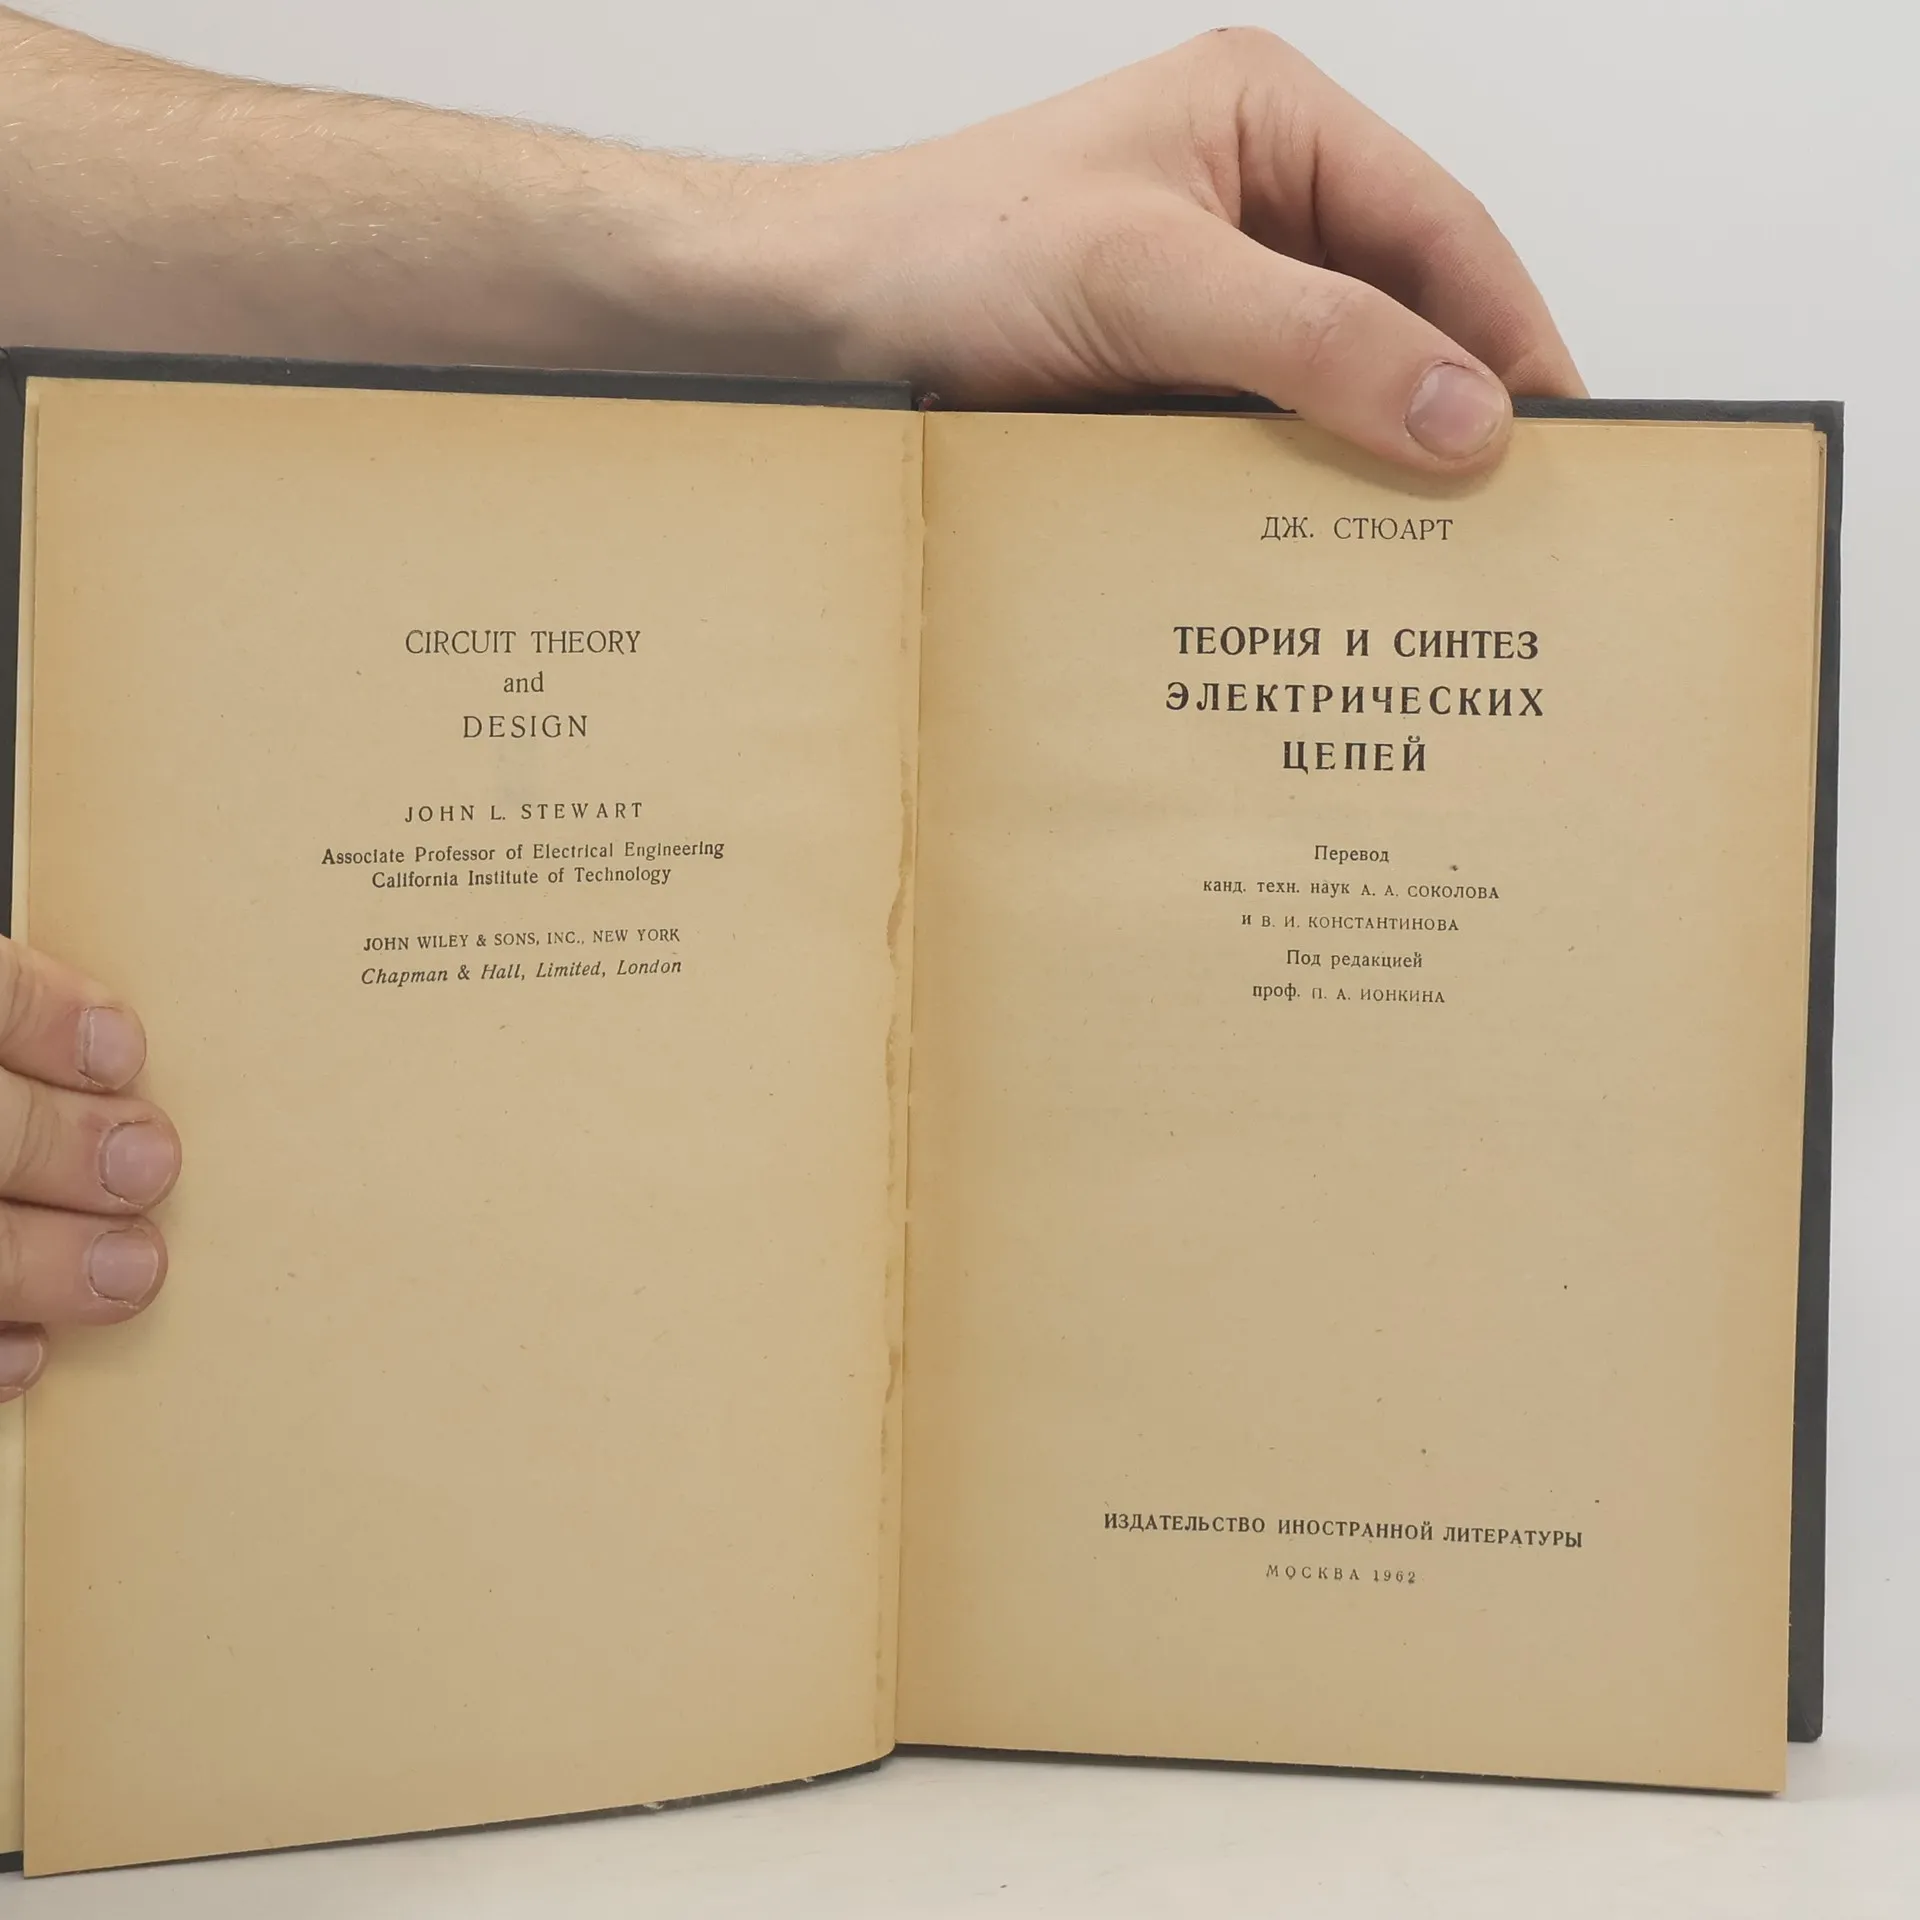 CIRCUIT THEORY
and
DESIGN
JOHN L. STEWART
Associate Professor of Electrical Engineering
California Institute of Technology
JOHN WILEY & SONS, INC., NEW YORK
Chapman & Hall, Limited, London
ДЖ. СТЮАРТ
ТЕОРИЯ И СИНТЕЗ
ЭЛЕКТРИЧЕСКИХ
ЦЕПЕЙ
Перевод
канд. техн. наук А. А. СОКОЛОВА
и В. И. КОНСТАНТИНОВА
Под редакцией
проф. П. А. ИОНКИНА
ИЗДАТЕЛЬСТВО ИНОСТРАННОЙ ЛИТЕРАТУРЫ
МОСКВА 1962